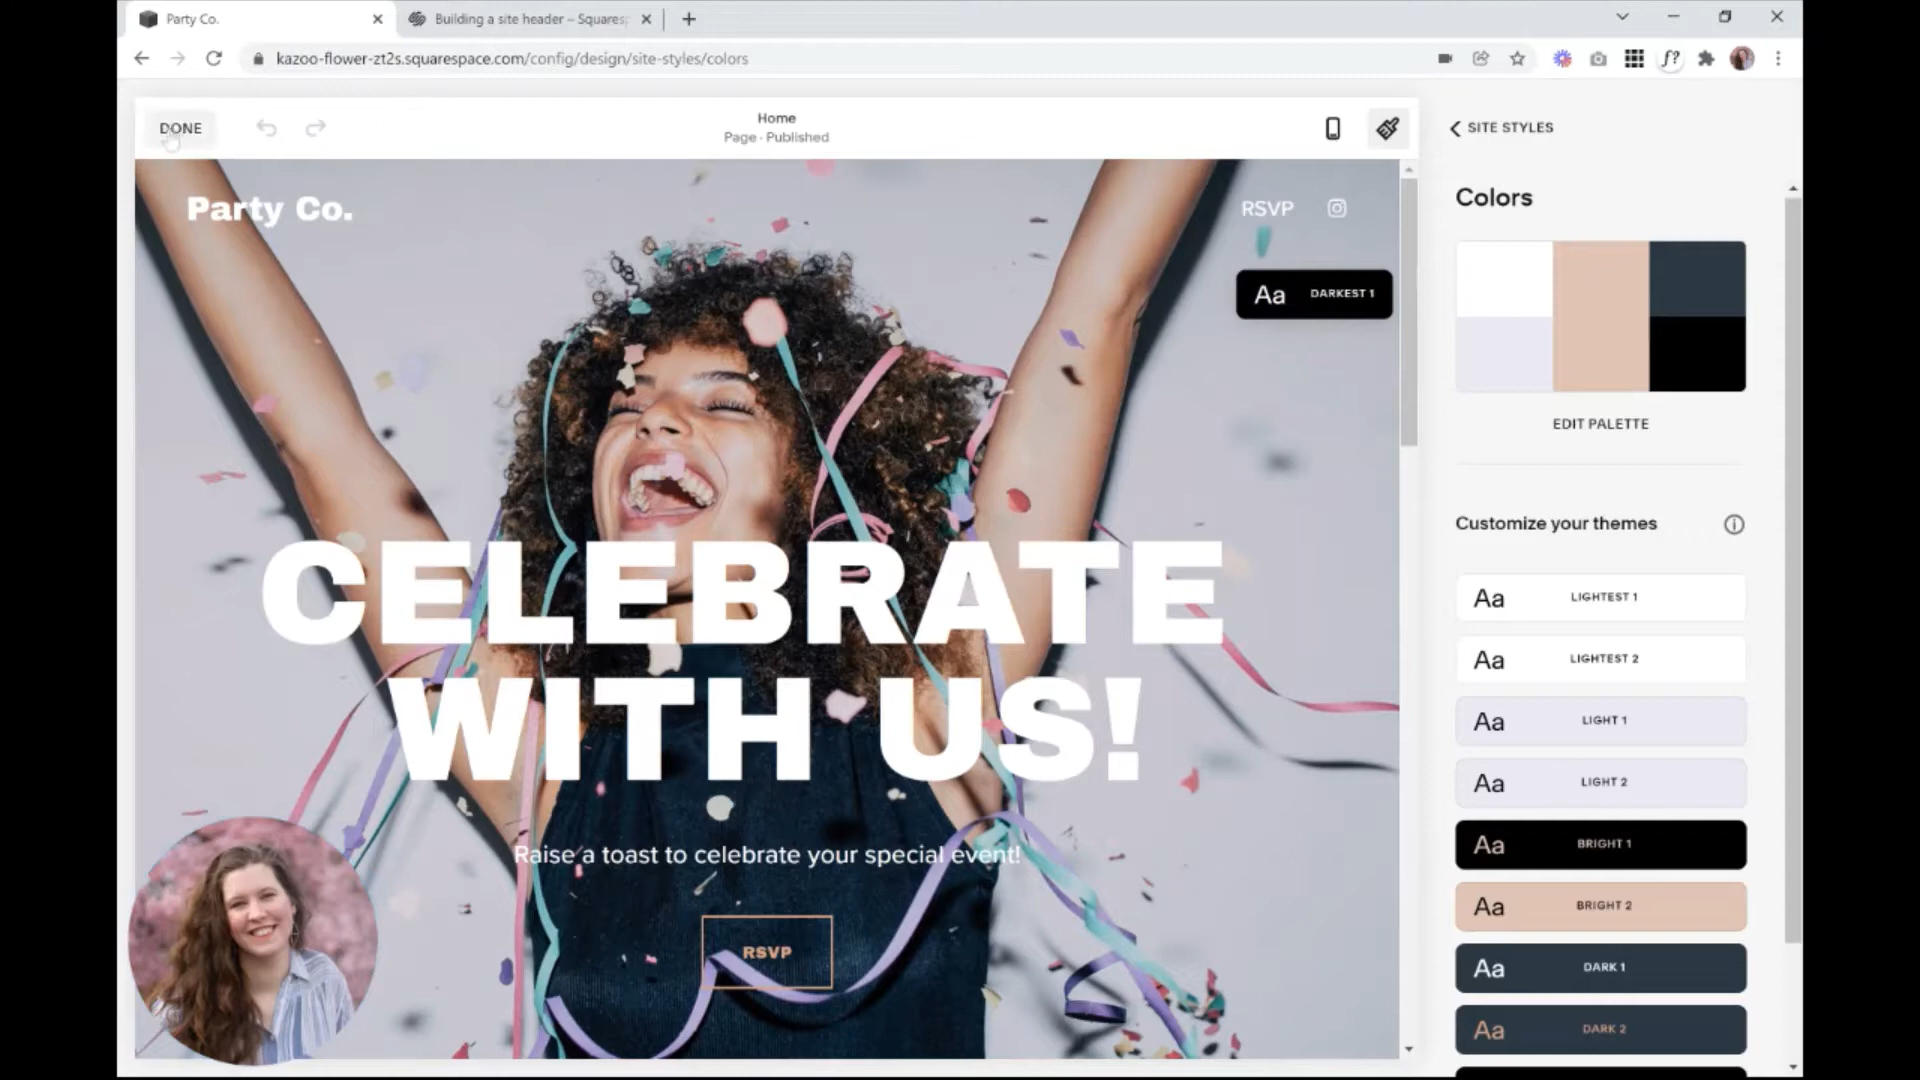 Party Co.
Building a site header – Squares
kazoo-flower-zt2s.squarespace.com/config/design/site-styles/colors
f?
DONE
Home
Page · Published
SITE STYLES
Party Co.
RSVP
Aa DARKEST 1
Colors
EDIT PALETTE
Customize your themes
CELEBRATE
WITH US!
Raise a toast to celebrate your special event!
RSVP
Aa LIGHTEST 1
Aa LIGHTEST 2
Aa LIGHT 1
Aa LIGHT 2
Aa BRIGHT 1
Aa BRIGHT 2
Aa DARK 1
Aa DARK 2